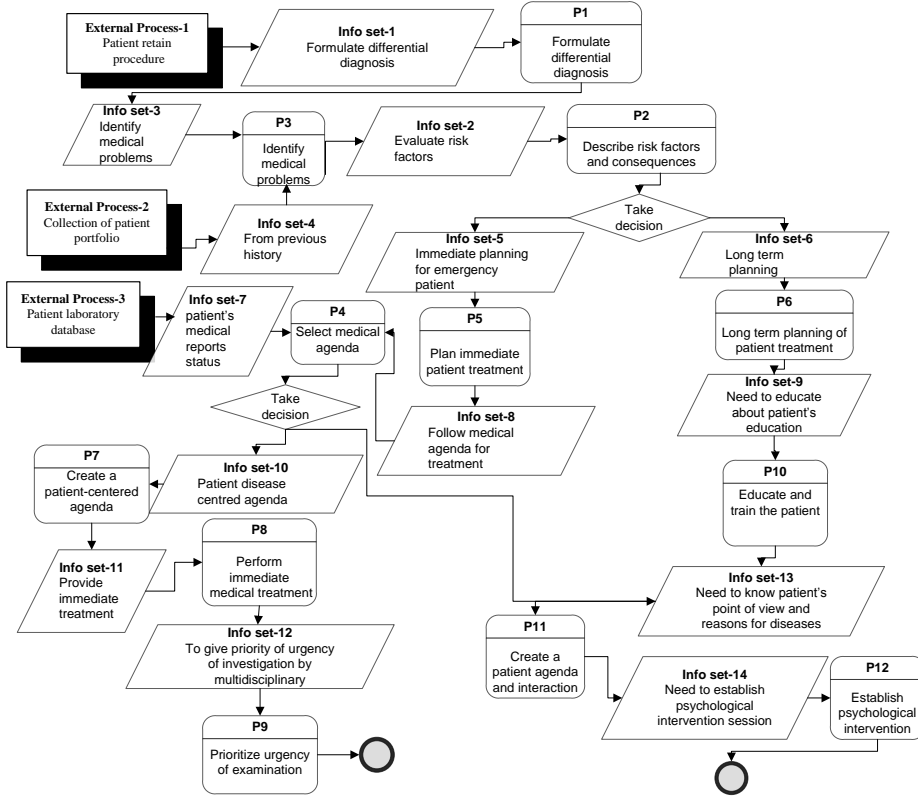 External Process-1
Patient retain
procedure
Info set-1
Formulate differential
diagnosis
P1
Formulate
differential
diagnosis
Info set-3
Identify
medical
problems
P3
Identify
medical
problems
Info set-2
Evaluate risk
factors
P2
Describe risk factors
and consequences
External Process-2
Collection of patient
portfolio
Info set-4
From previous
history
Take
decision
Info set-5
Immediate planning
for emergency
patient
Info set-6
Long term
planning
External Process-3
Patient laboratory
database
Info set-7
patient's
medical
reports
status
P4
Select medical
agenda
P5
Plan immediate
patient treatment
P6
Long term planning of
patient treatment
Take
decision
Info set-8
Follow medical
agenda for
treatment
Info set-9
Need to educate
about patient's
education
P7
Create a
patient-centered
agenda
Info set-10
Patient disease
centred agenda
P10
Educate and
train the patient
Info set-11
Provide
immediate
treatment
P8
Perform
immediate
medical treatment
Info set-13
Need to know patient's
point of view and
reasons for diseases
Info set-12
To give priority of urgency
of investigation by
multidisciplinary
P11
Create a
patient agenda
and interaction
Info set-14
Need to establish
psychological
intervention session
P12
Establish
psychological
intervention
P9
Prioritize urgency
of examination